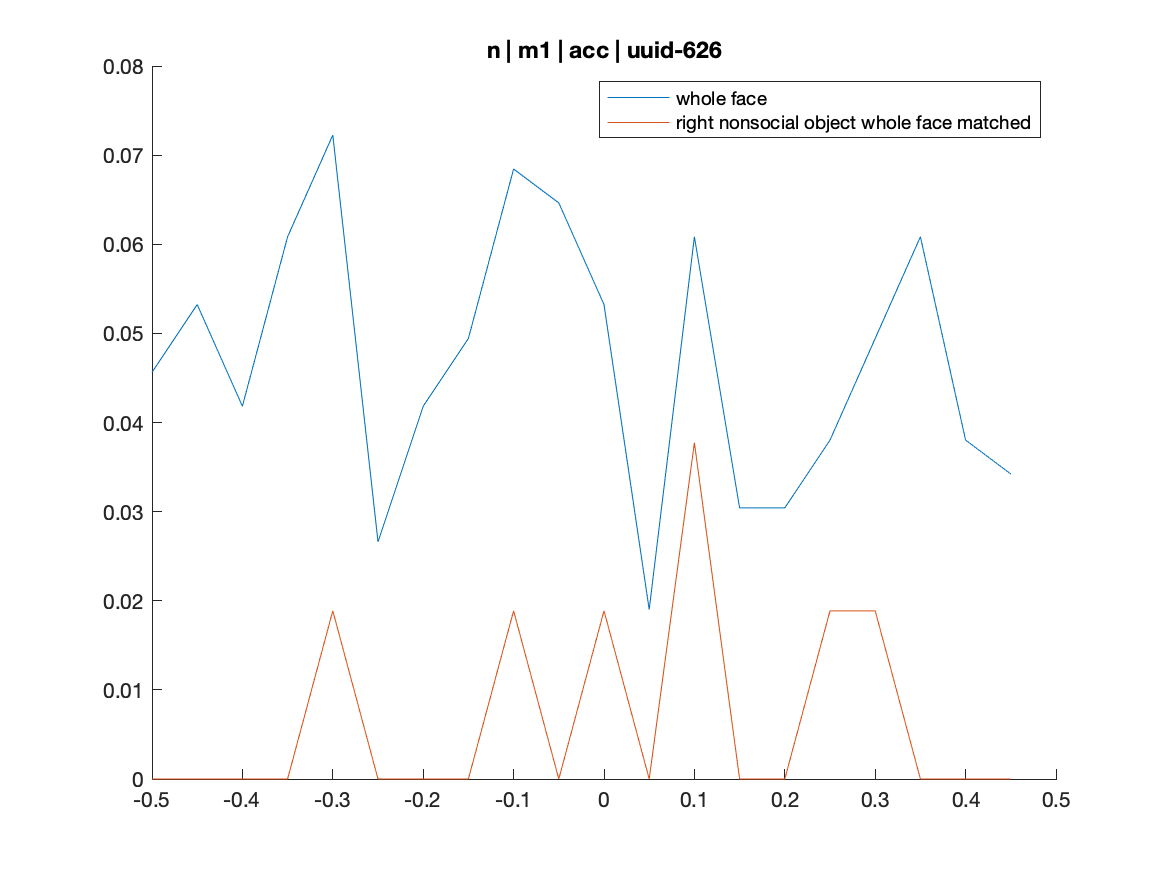 n | m1 | acc | uuid-626
whole face
right nonsocial object whole face matched
0.08
0.07
0.06
0.05
0.04
0.03
0.02
0.01
0
-0.5 -0.4 -0.3 -0.2 -0.1 0 0.1 0.2 0.3 0.4 0.5